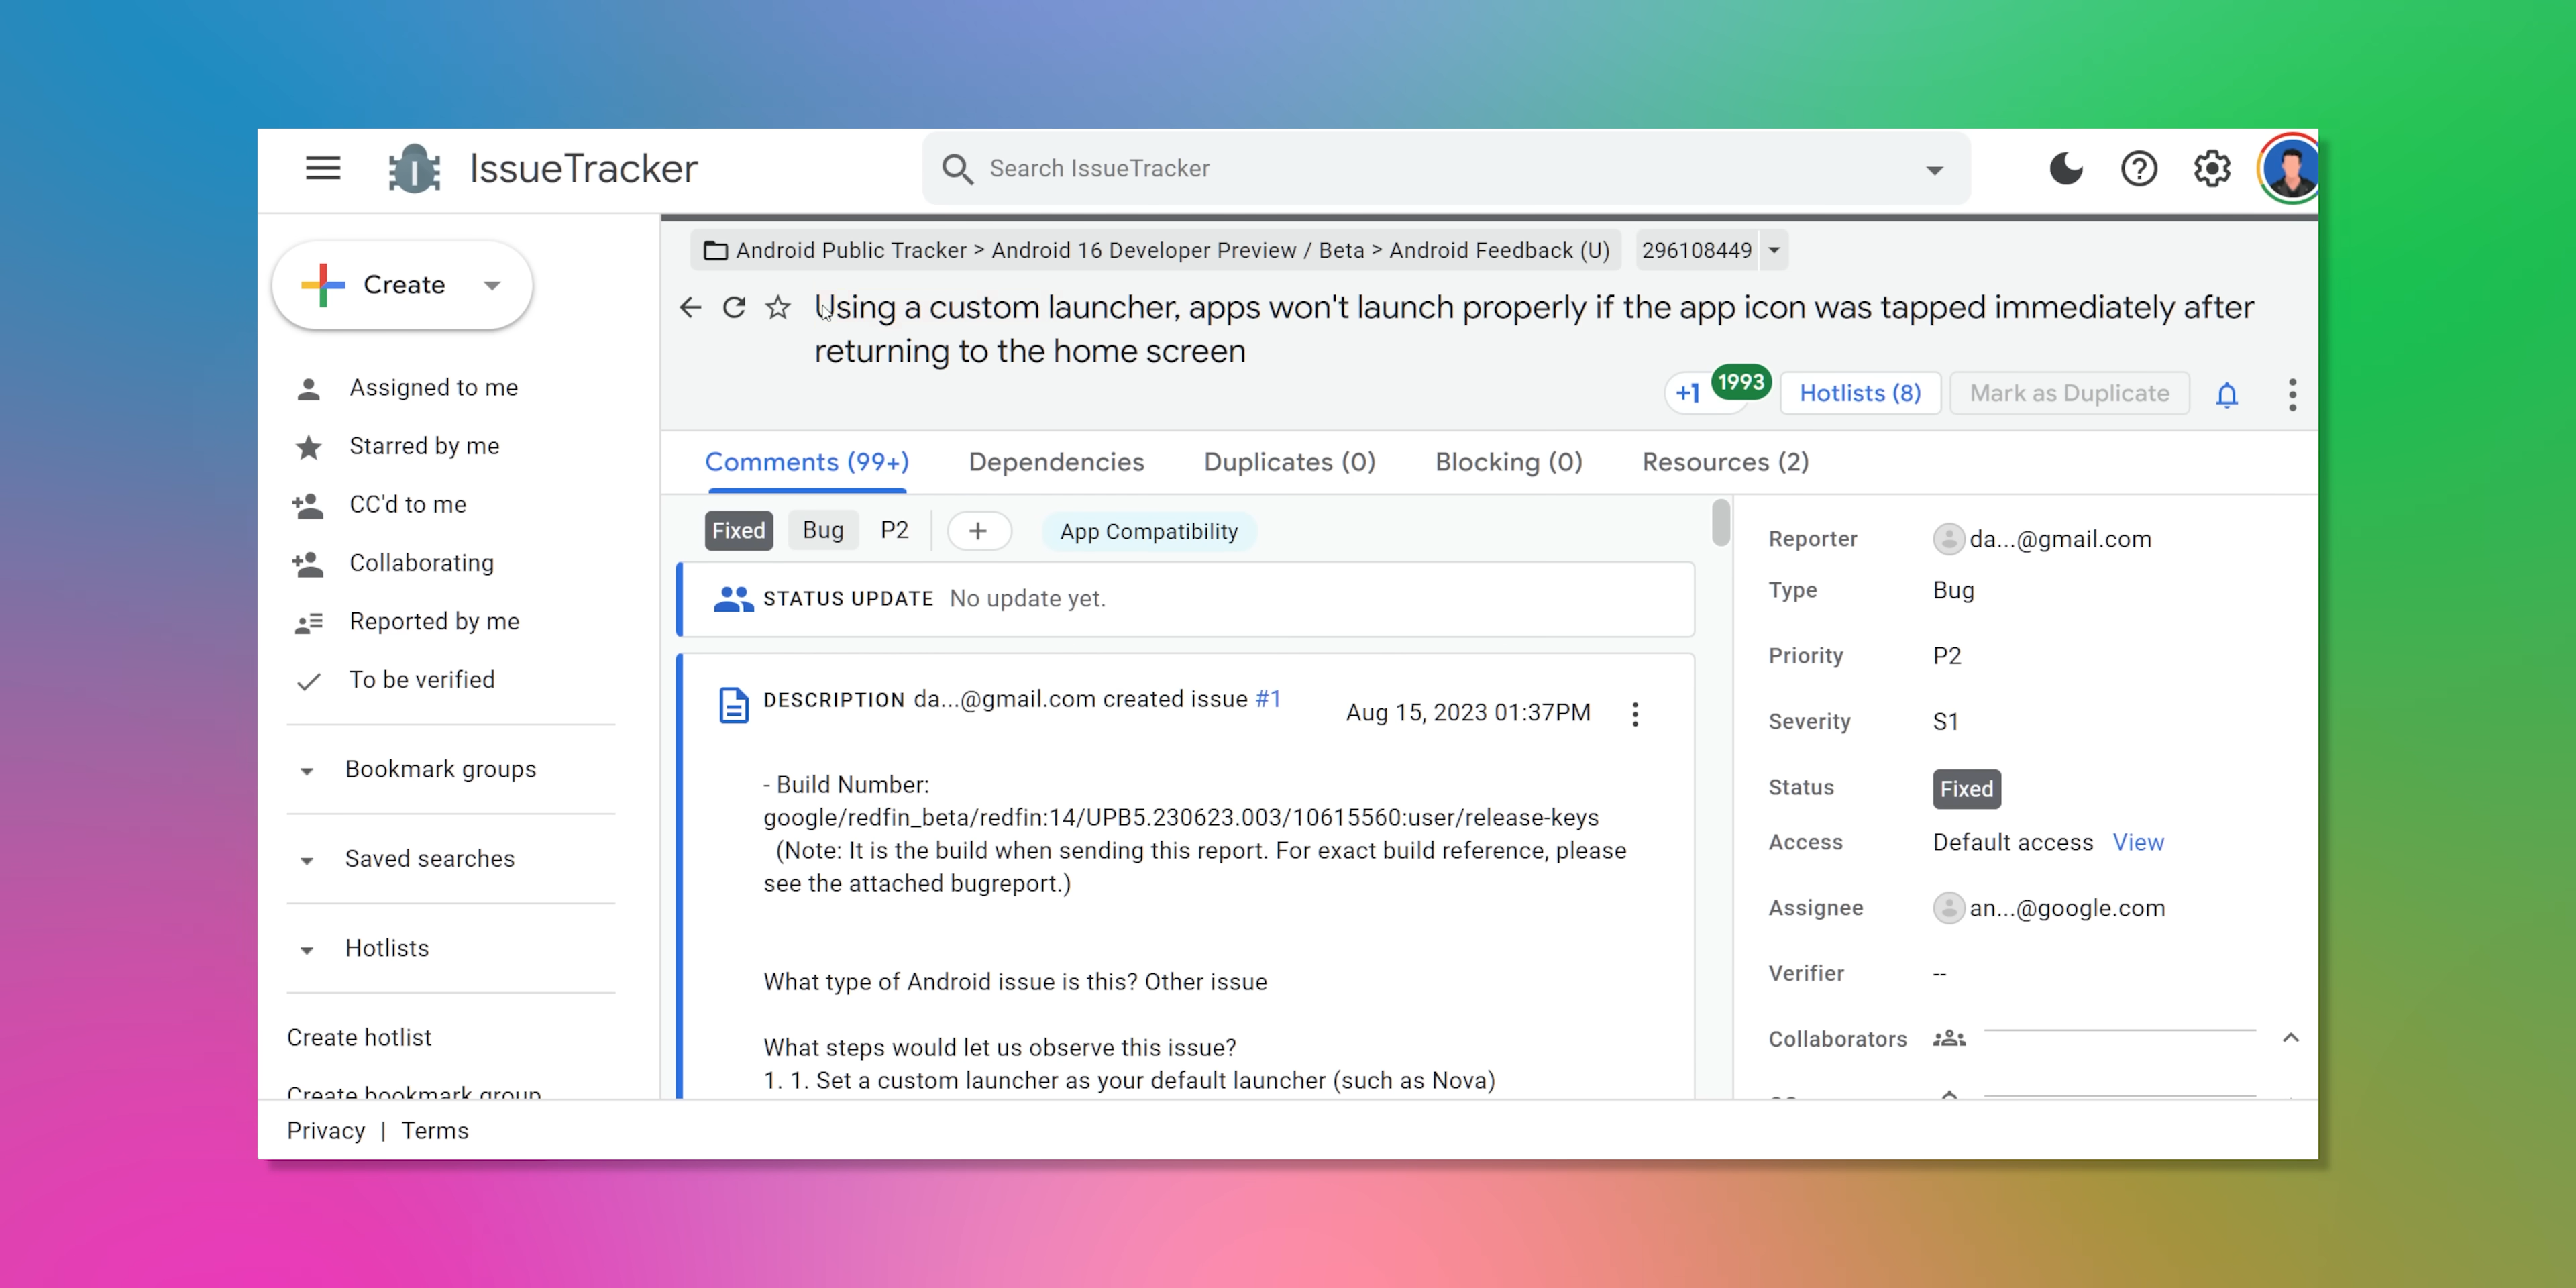 IssueTracker
Search IssueTracker
Create
Assigned to me
Starred by me
CC'd to me
Collaborating
Reported by me
To be verified
Bookmark groups
Saved searches
Hotlists
Create hotlist
Create bookmark group
Privacy | Terms
Android Public Tracker > Android 16 Developer Preview / Beta > Android Feedback (U)
296108449
Using a custom launcher, apps won't launch properly if the app icon was tapped immediately after
returning to the home screen
+1 1993 Hotlists (8) Mark as Duplicate
Comments (99+) Dependencies Duplicates (0) Blocking (0) Resources (2)
Fixed Bug P2 + App Compatibility
STATUS UPDATE No update yet.
DESCRIPTION da...@gmail.com created issue #1
Aug 15, 2023 01:37PM
- Build Number:
google/redfin_beta/redfin:14/UPB5.230623.003/10615560:user/release-keys
(Note: It is the build when sending this report. For exact build reference, please
see the attached bugreport.)
What type of Android issue is this? Other issue
What steps would let us observe this issue?
1. 1. Set a custom launcher as your default launcher (such as Nova)
Reporter da...@gmail.com
Type Bug
Priority P2
Severity S1
Status Fixed
Access Default access View
Assignee an...@google.com
Verifier --
Collaborators